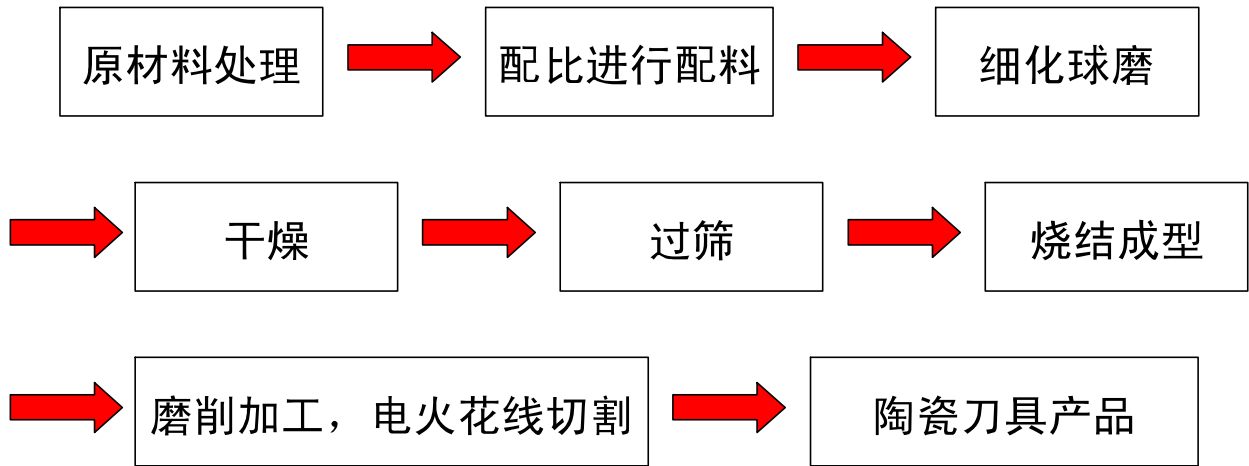 原材料处理
配比进行配料
细化球磨
干燥
过筛
烧结成型
磨削加工，电火花线切割
陶瓷刀具产品